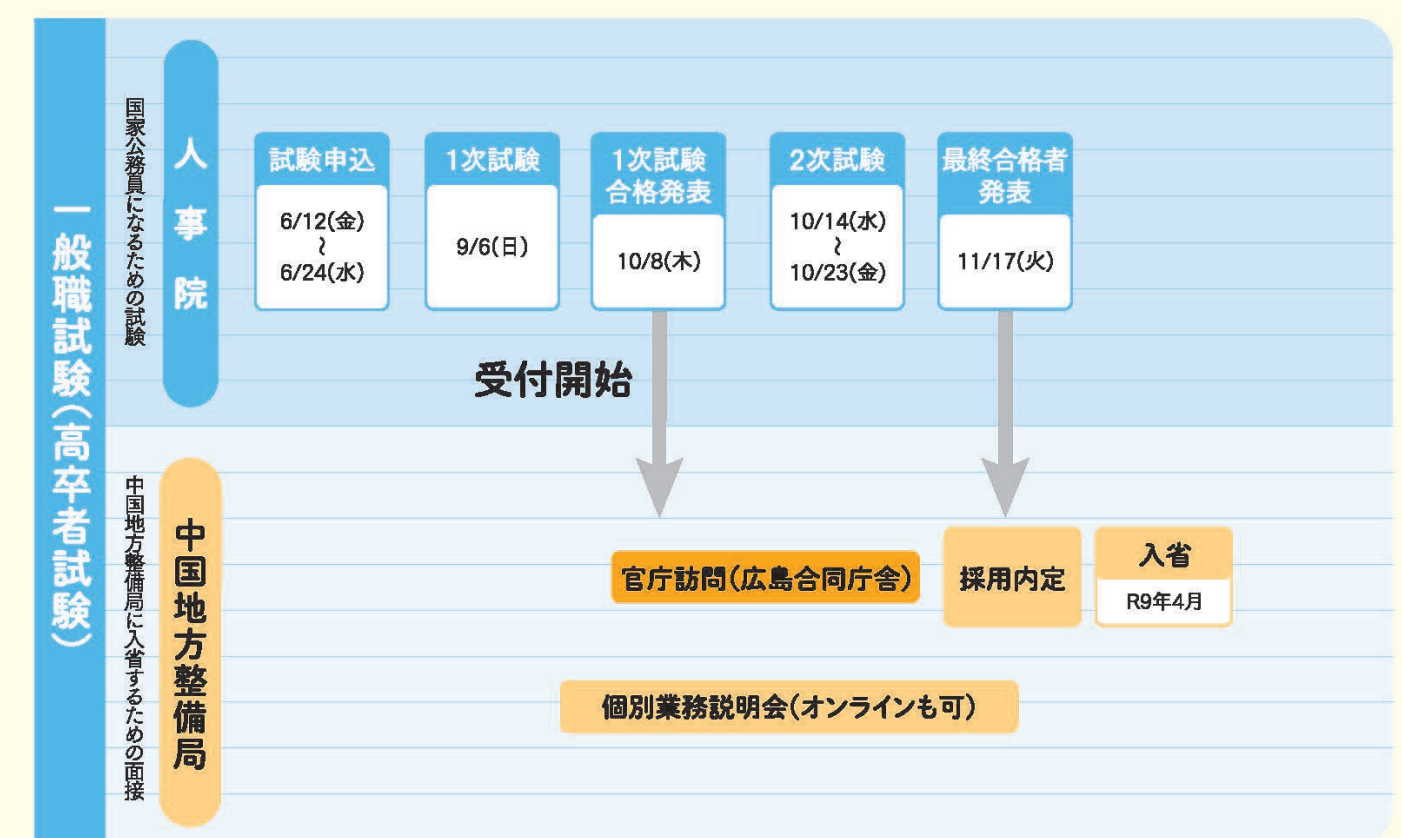 一般職試験(高卒者試験)
国家公務員になるための試験
人事院
試験申込
6/12(金)
〜
6/24(水)
1次試験
9/6(日)
1次試験
合格発表
10/8(木)
2次試験
10/14(水)
〜
10/23(金)
最終合格者
発表
11/17(火)
受付開始
中国地方整備局に入省するための面接
中国地方整備局
官庁訪問(広島合同庁舎)
採用内定
入省
R9年4月
個別業務説明会(オンラインも可)